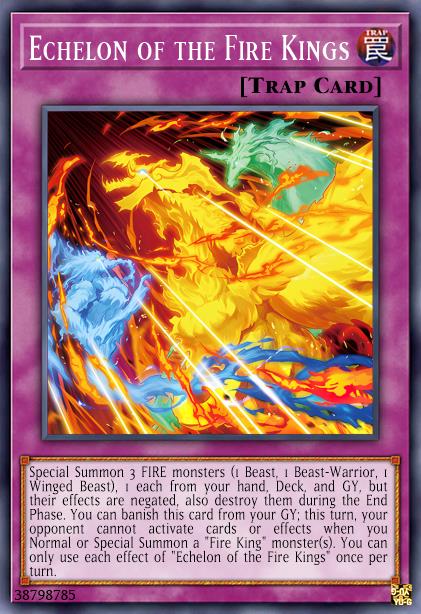 Echelon of the Fire Kings
TRAP
罠
[Trap Card]
Special Summon 3 FIRE monsters (1 Beast, 1 Beast-Warrior, 1
Winged Beast), 1 each from your hand, Deck, and GY, but
their effects are negated, also destroy them during the End
Phase. You can banish this card from your GY; this turn, your
opponent cannot activate cards or effects when you
Normal or Special Summon a "Fire King" monster(s). You can
only use each effect of "Echelon of the Fire Kings" once per
turn.
38798785